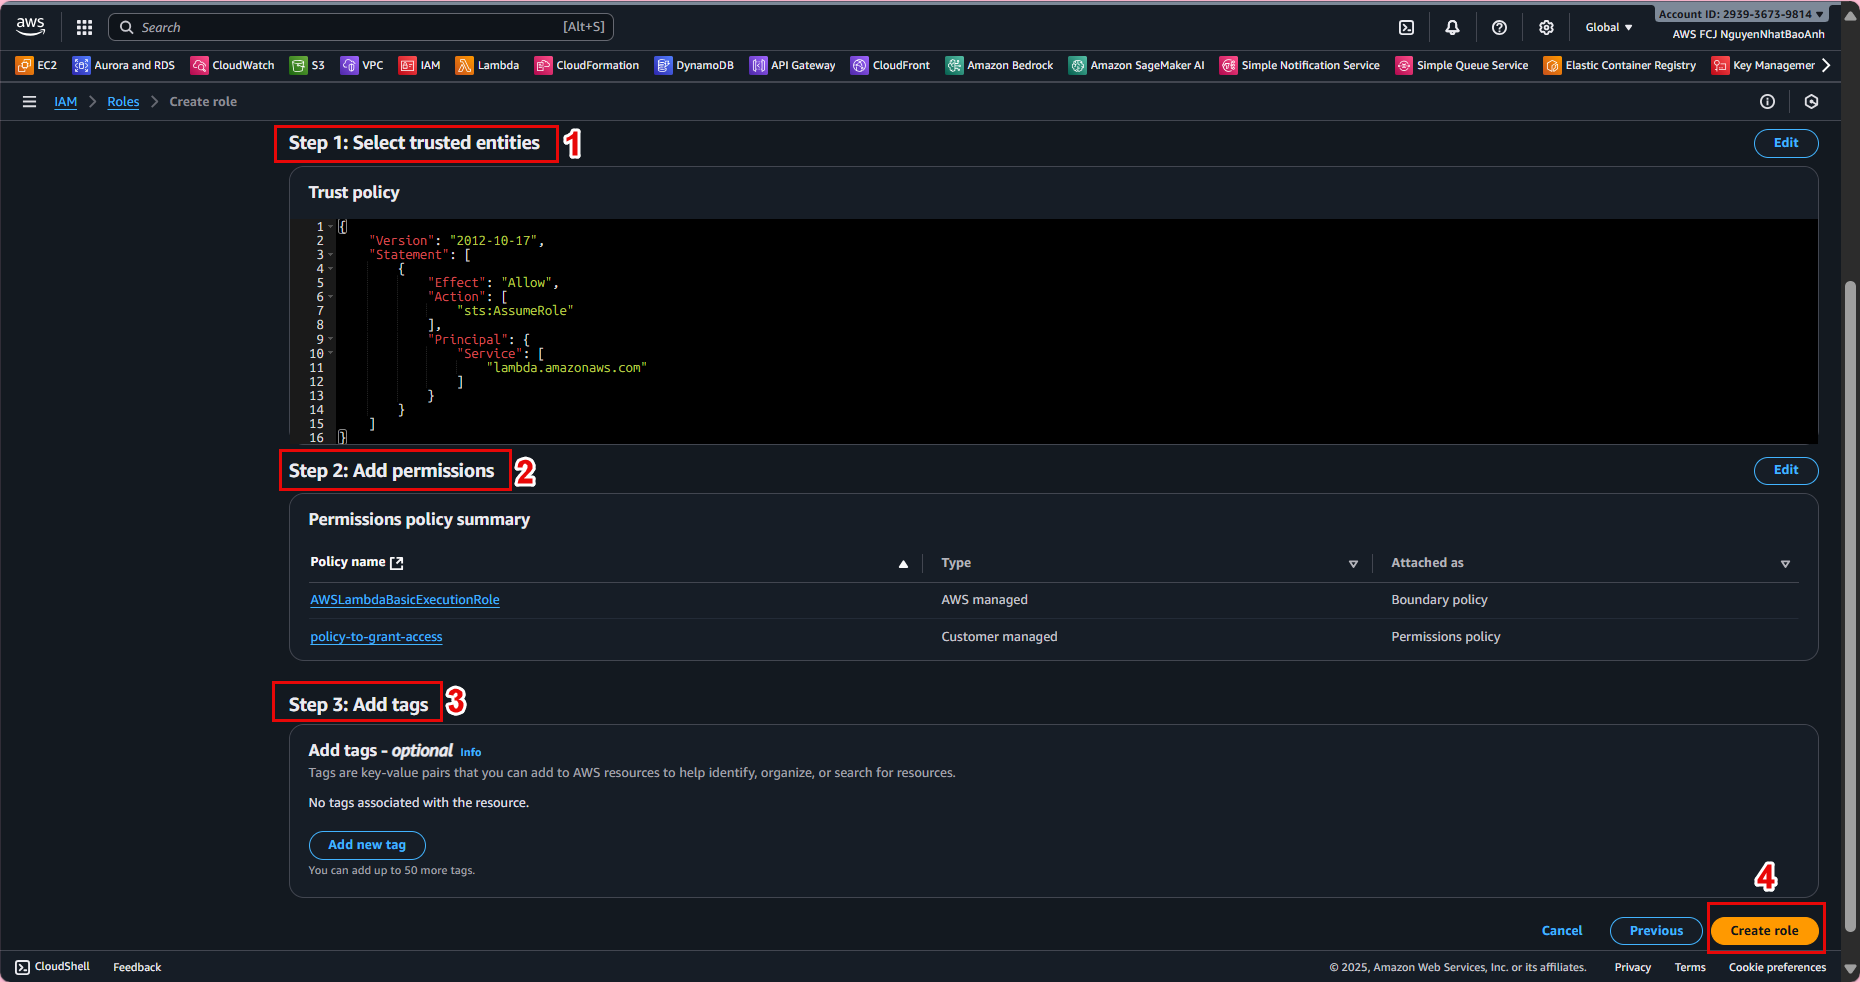 aws
Search
[Alt+S]
Global
Account ID: 2939-3673-9814
AWS FCJ NguyenNhatBaoAnh
EC2
Aurora and RDS
CloudWatch
S3
VPC
IAM
Lambda
CloudFormation
DynamoDB
API Gateway
CloudFront
Amazon Bedrock
Amazon SageMaker AI
Simple Notification Service
Simple Queue Service
Elastic Container Registry
Key Managemer
IAM > Roles > Create role
Step 1: Select trusted entities
1
Edit
Trust policy
1 {
2 "Version": "2012-10-17",
3 "Statement": [
4 {
5 "Effect": "Allow",
6 "Action": [
7 "sts:AssumeRole"
8 ],
9 "Principal": {
10 "Service": [
11 "lambda.amazonaws.com"
12 ]
13 }
14 }
15 ]
16 }
Step 2: Add permissions
2
Edit
Permissions policy summary
Policy name
Type
Attached as
AWSLambdaBasicExecutionRole
AWS managed
Boundary policy
policy-to-grant-access
Customer managed
Permissions policy
Step 3: Add tags
3
Add tags - optional Info
Tags are key-value pairs that you can add to AWS resources to help identify, organize, or search for resources.
No tags associated with the resource.
Add new tag
You can add up to 50 more tags.
4
Cancel
Previous
Create role
CloudShell
Feedback
© 2025, Amazon Web Services, Inc. or its affiliates.
Privacy
Terms
Cookie preferences